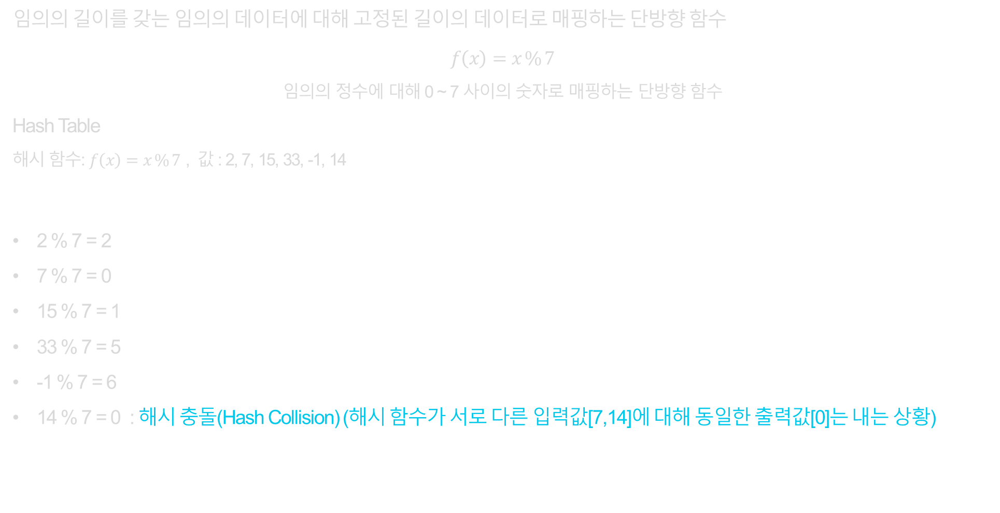 임의의 길이를 갖는 임의의 데이터에 대해 고정된 길이의 데이터로 매핑하는 단방향 함수
f(x) = x % 7
임의의 정수에 대해 0 ~ 7 사이의 숫자로 매핑하는 단방향 함수
Hash Table
해시 함수: f(x) = x % 7 , 값 : 2, 7, 15, 33, -1, 14
• 2 % 7 = 2
• 7 % 7 = 0
• 15 % 7 = 1
• 33 % 7 = 5
• -1 % 7 = 6
• 14 % 7 = 0 : 해시 충돌(Hash Collision) (해시 함수가 서로 다른 입력값[7,14]에 대해 동일한 출력값[0]는 내는 상황)